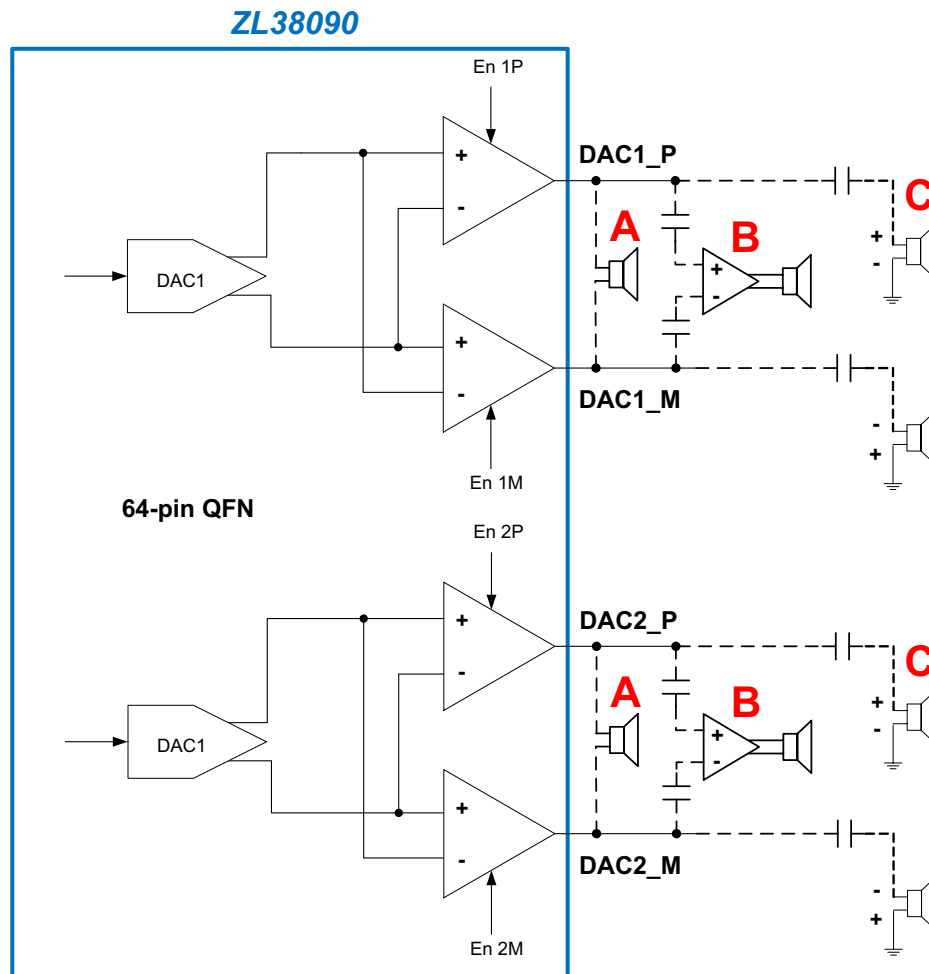 ZL38090
En 1P
DAC1_P
C
A
B
+
+
-
+
-
DAC1
+
-
+
-
-
+
DAC1_M
En 1M
64-pin QFN
En 2P
DAC2_P
C
A
B
+
+
-
+
-
DAC1
+
-
+
-
-
+
DAC2_M
En 2M